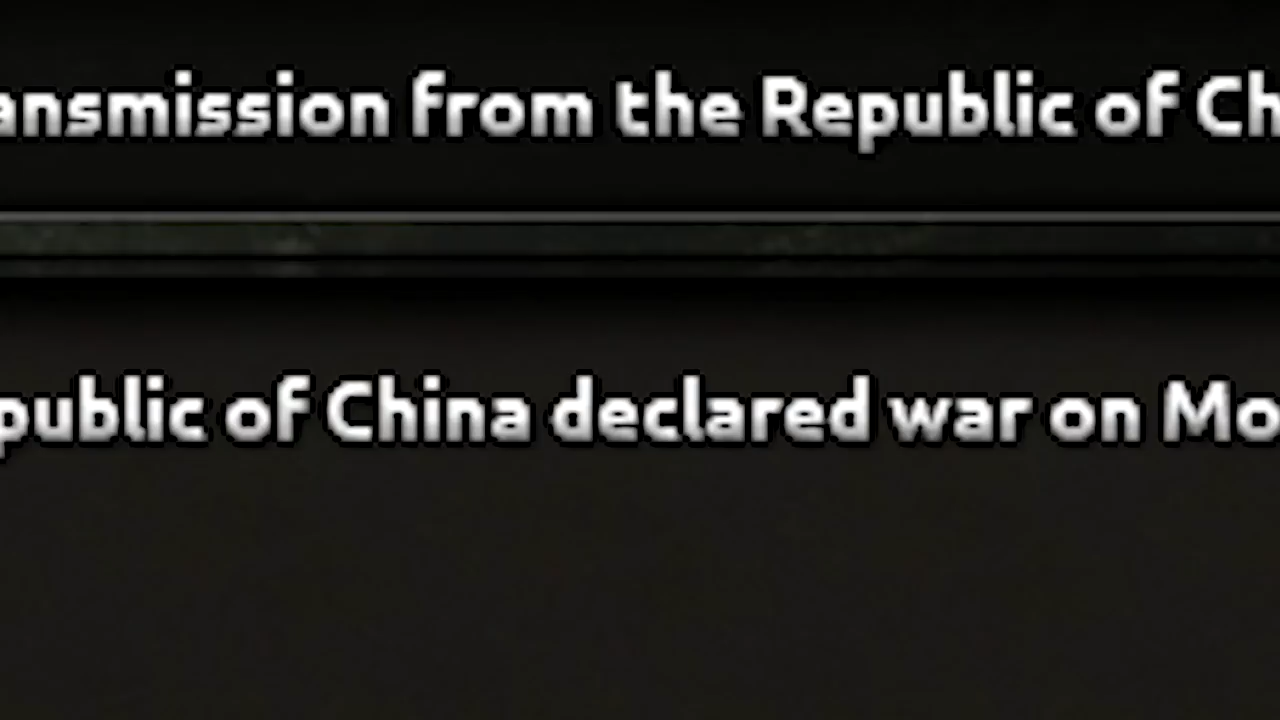 ansmission from the Republic of Ch
public of China declared war on Mo